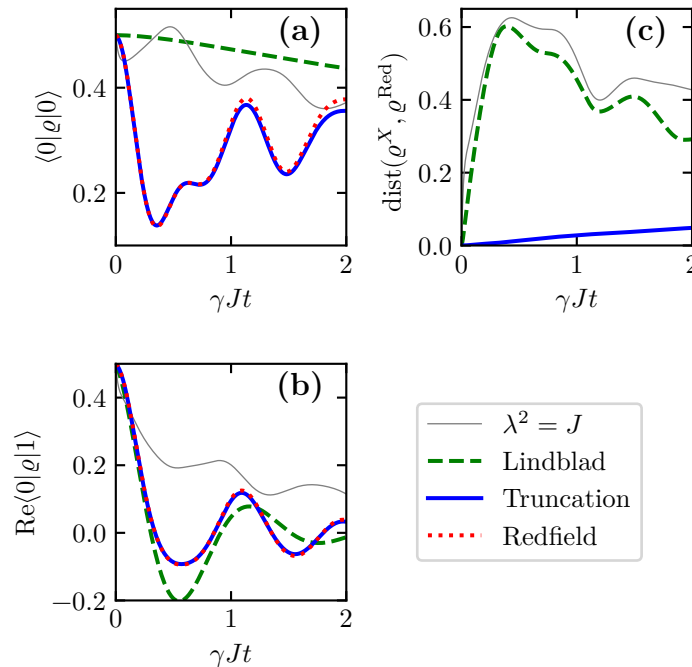 (a)
⟨0|ϱ|0⟩
0.4
0.2
0
1
2
γJt
(c)
dist(ϱ^X, ϱ^Red)
0.6
0.4
0.2
0.0
0
1
2
γJt
(b)
Re⟨0|ϱ|1⟩
0.4
0.2
0.0
−0.2
0
1
2
γJt
λ² = J
Lindblad
Truncation
Redfield